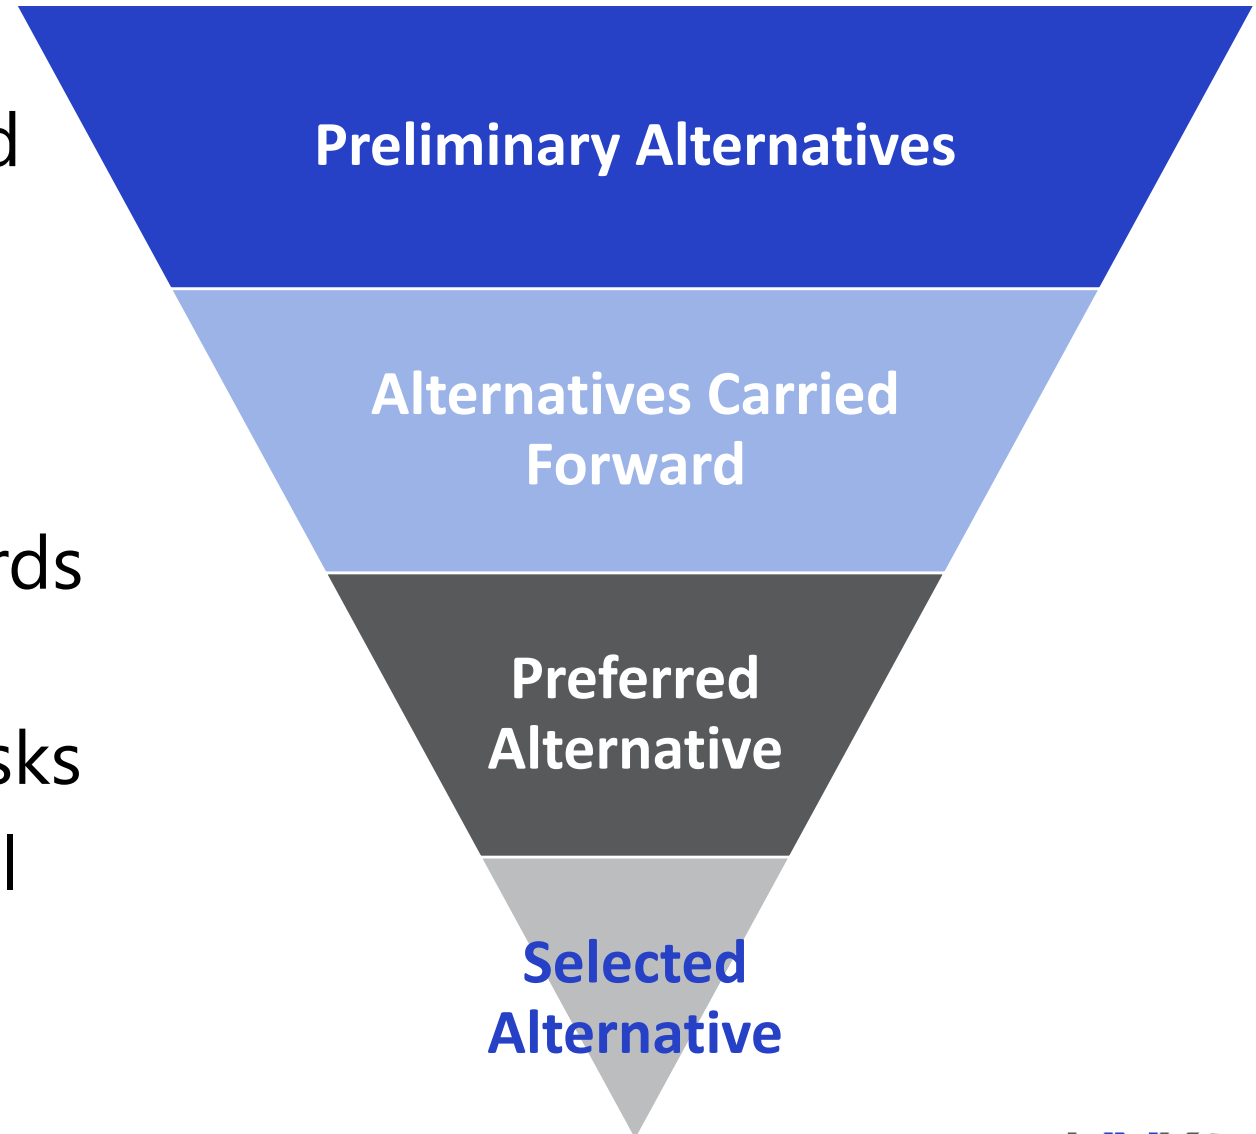 Preliminary Alternatives
Alternatives Carried
Forward
Preferred
Alternative
Selected
Alternative